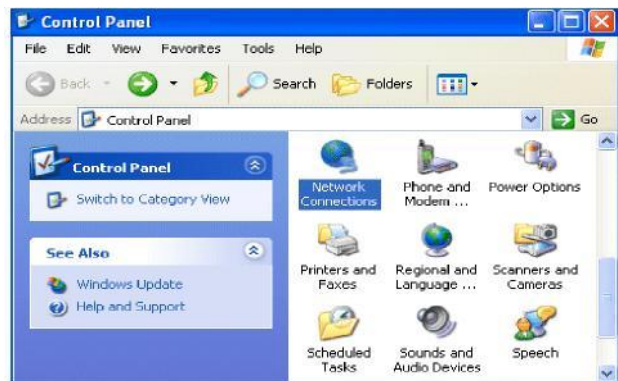 Control Panel
File Edit View Favorites Tools Help
Back Search Folders
Address Control Panel Go
Control Panel
Switch to Category View
See Also
Windows Update
Help and Support
Network Connections
Phone and Modem ...
Power Options
Printers and Faxes
Regional and Language ...
Scanners and Cameras
Scheduled Tasks
Sounds and Audio Devices
Speech